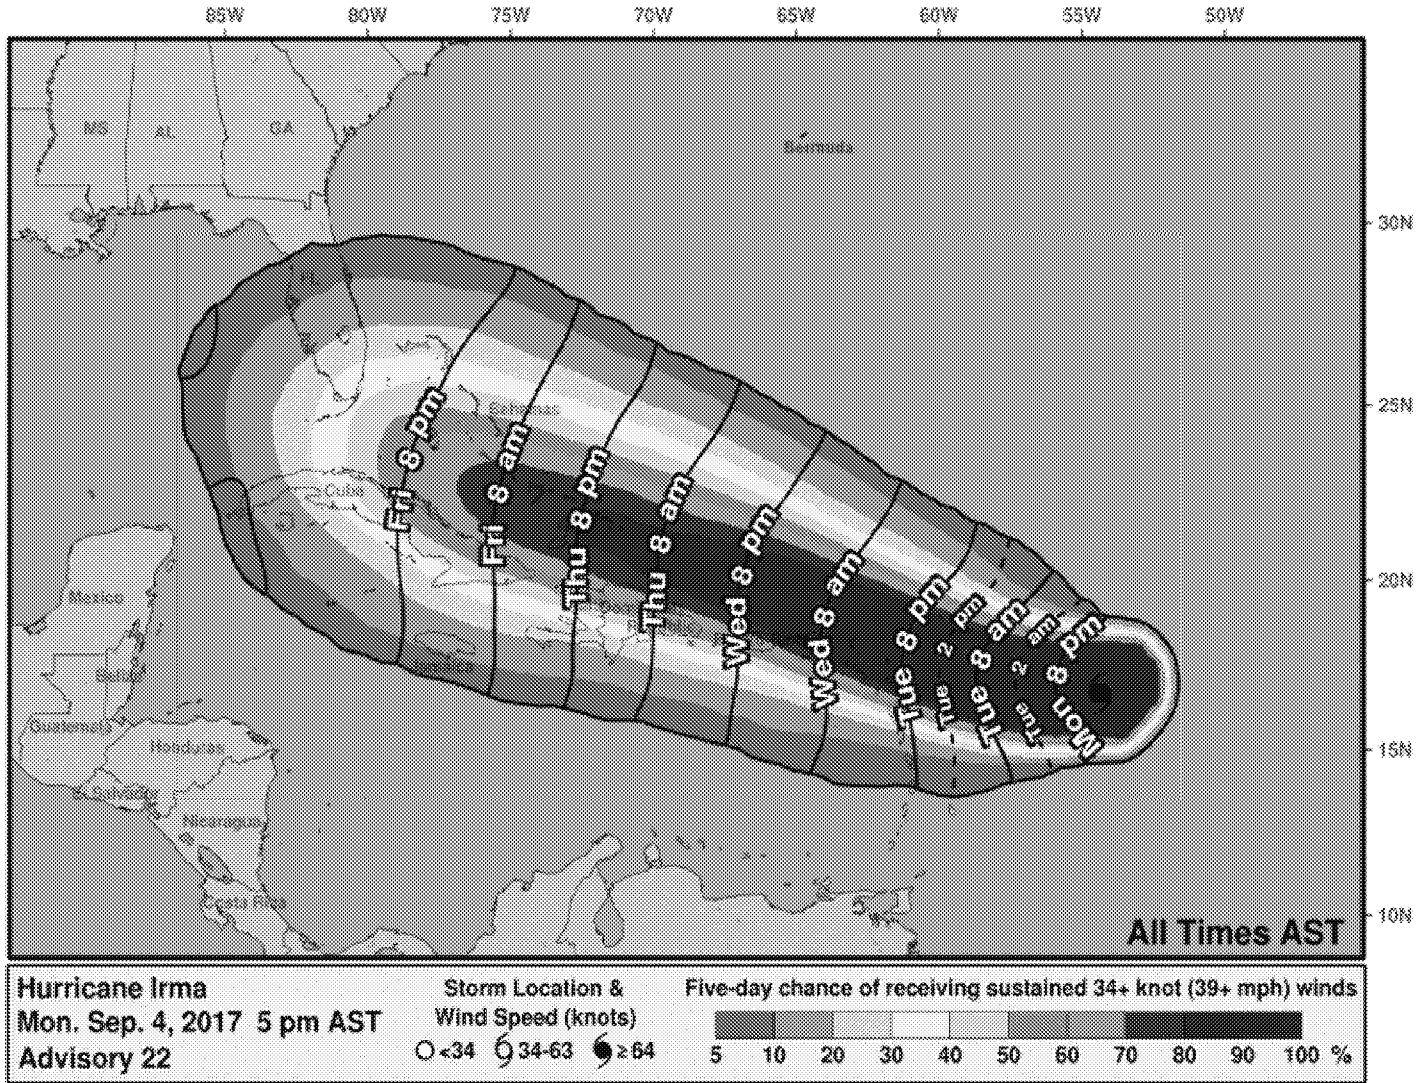 85W 80W 75W 70W 65W 60W 55W 50W
MS AL GA
Bermuda
30N
FL
25N
Bahamas
Cuba
20N
Mexico
Jamaica
Belize
Guatemala
Honduras
15N
El Salvador
Nicaragua
Costa Rica
10N
Fri 8 pm
Fri 8 am
Thu 8 pm
Thu 8 am
Wed 8 pm
Wed 8 am
Tue 8 pm
Tue 2 pm
Tue 8 am
Tue 2 am
Mon 8 pm
All Times AST
Hurricane Irma
Mon. Sep. 4, 2017 5 pm AST
Advisory 22
Storm Location &
Wind Speed (knots)
<34 34-63 ≥64
Five-day chance of receiving sustained 34+ knot (39+ mph) winds
5 10 20 30 40 50 60 70 80 90 100 %